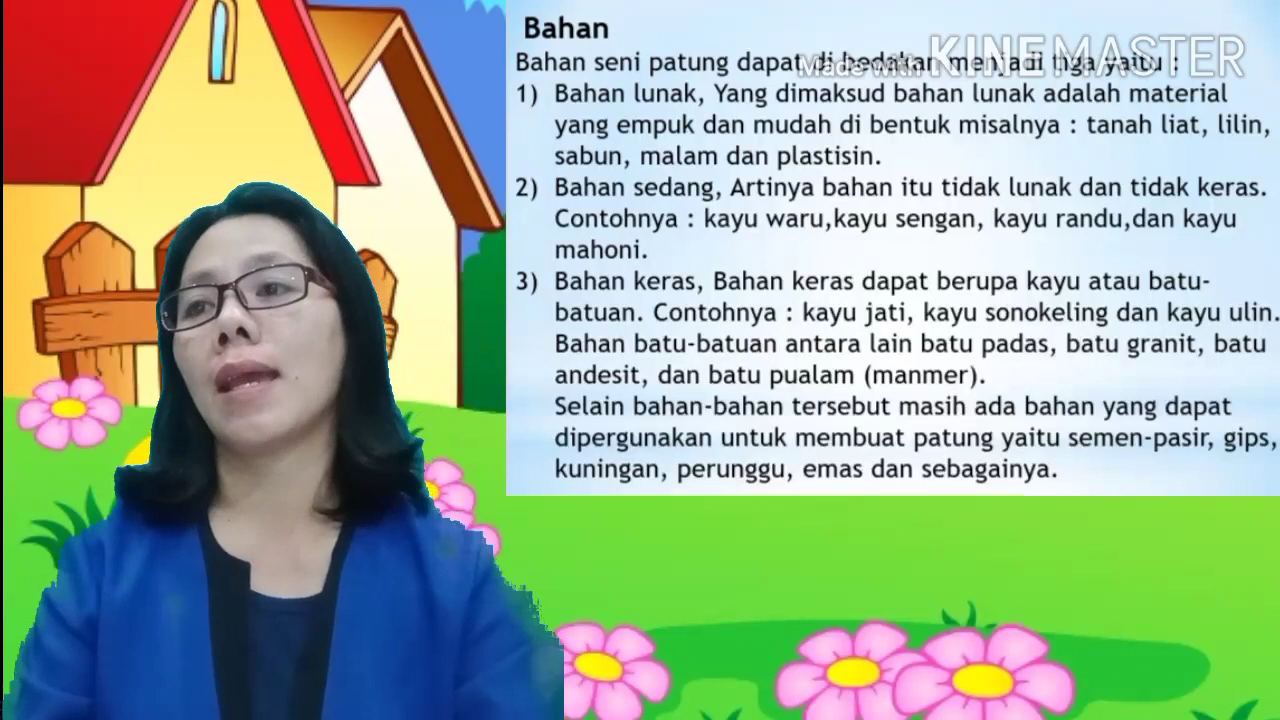 Bahan
Bahan seni patung dapat di bedakan menjadi tiga yaitu :
Made with KINEMASTER
1) Bahan lunak, Yang dimaksud bahan lunak adalah material
yang empuk dan mudah di bentuk misalnya : tanah liat, lilin,
sabun, malam dan plastisin.
2) Bahan sedang, Artinya bahan itu tidak lunak dan tidak keras.
Contohnya : kayu waru,kayu sengan, kayu randu,dan kayu
mahoni.
3) Bahan keras, Bahan keras dapat berupa kayu atau batu-
batuan. Contohnya : kayu jati, kayu sonokeling dan kayu ulin.
Bahan batu-batuan antara lain batu padas, batu granit, batu
andesit, dan batu pualam (manmer).
Selain bahan-bahan tersebut masih ada bahan yang dapat
dipergunakan untuk membuat patung yaitu semen-pasir, gips,
kuningan, perunggu, emas dan sebagainya.